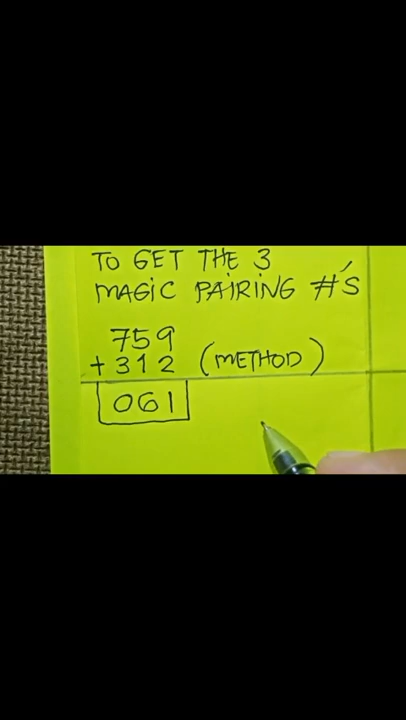 TO GET THE 3
MAGIC PAIRING #'S
759
+312 (METHOD)
061